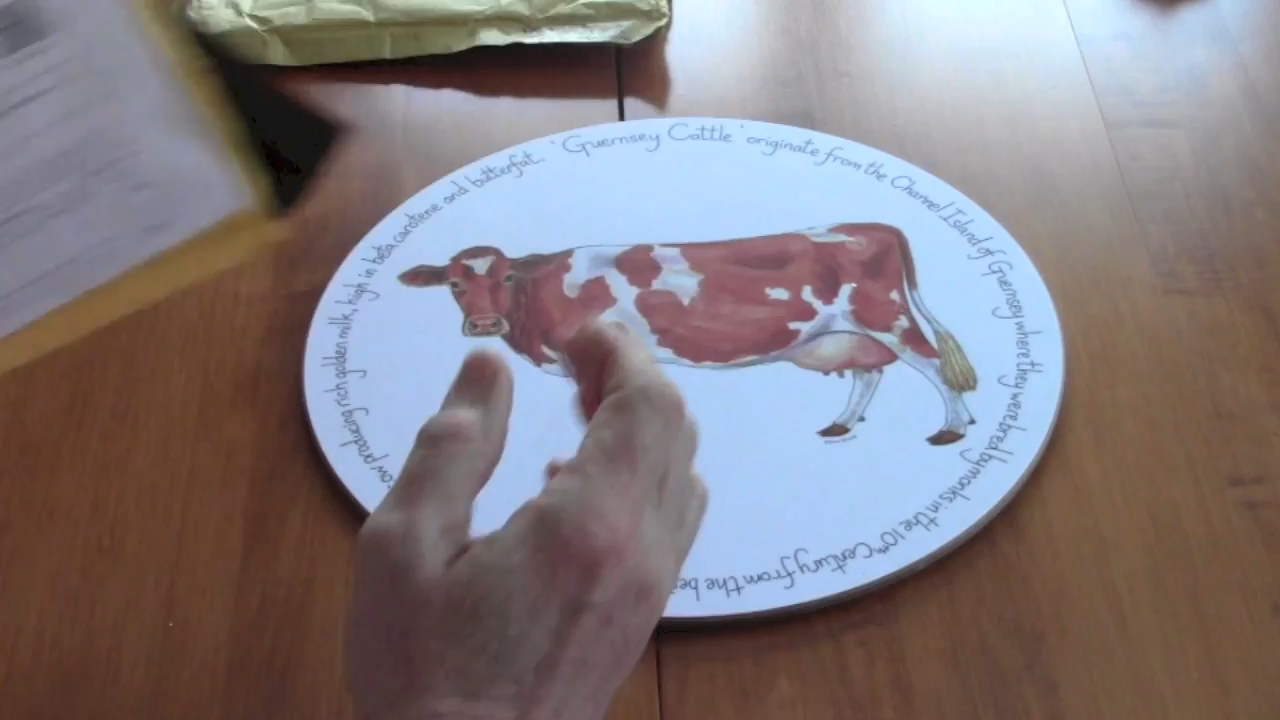 'Guernsey Cattle' originate from the Channel Island of Guernsey where they were bred by monks in the 10th Century from the
producing rich golden milk, high in beta carotene and butterfat.